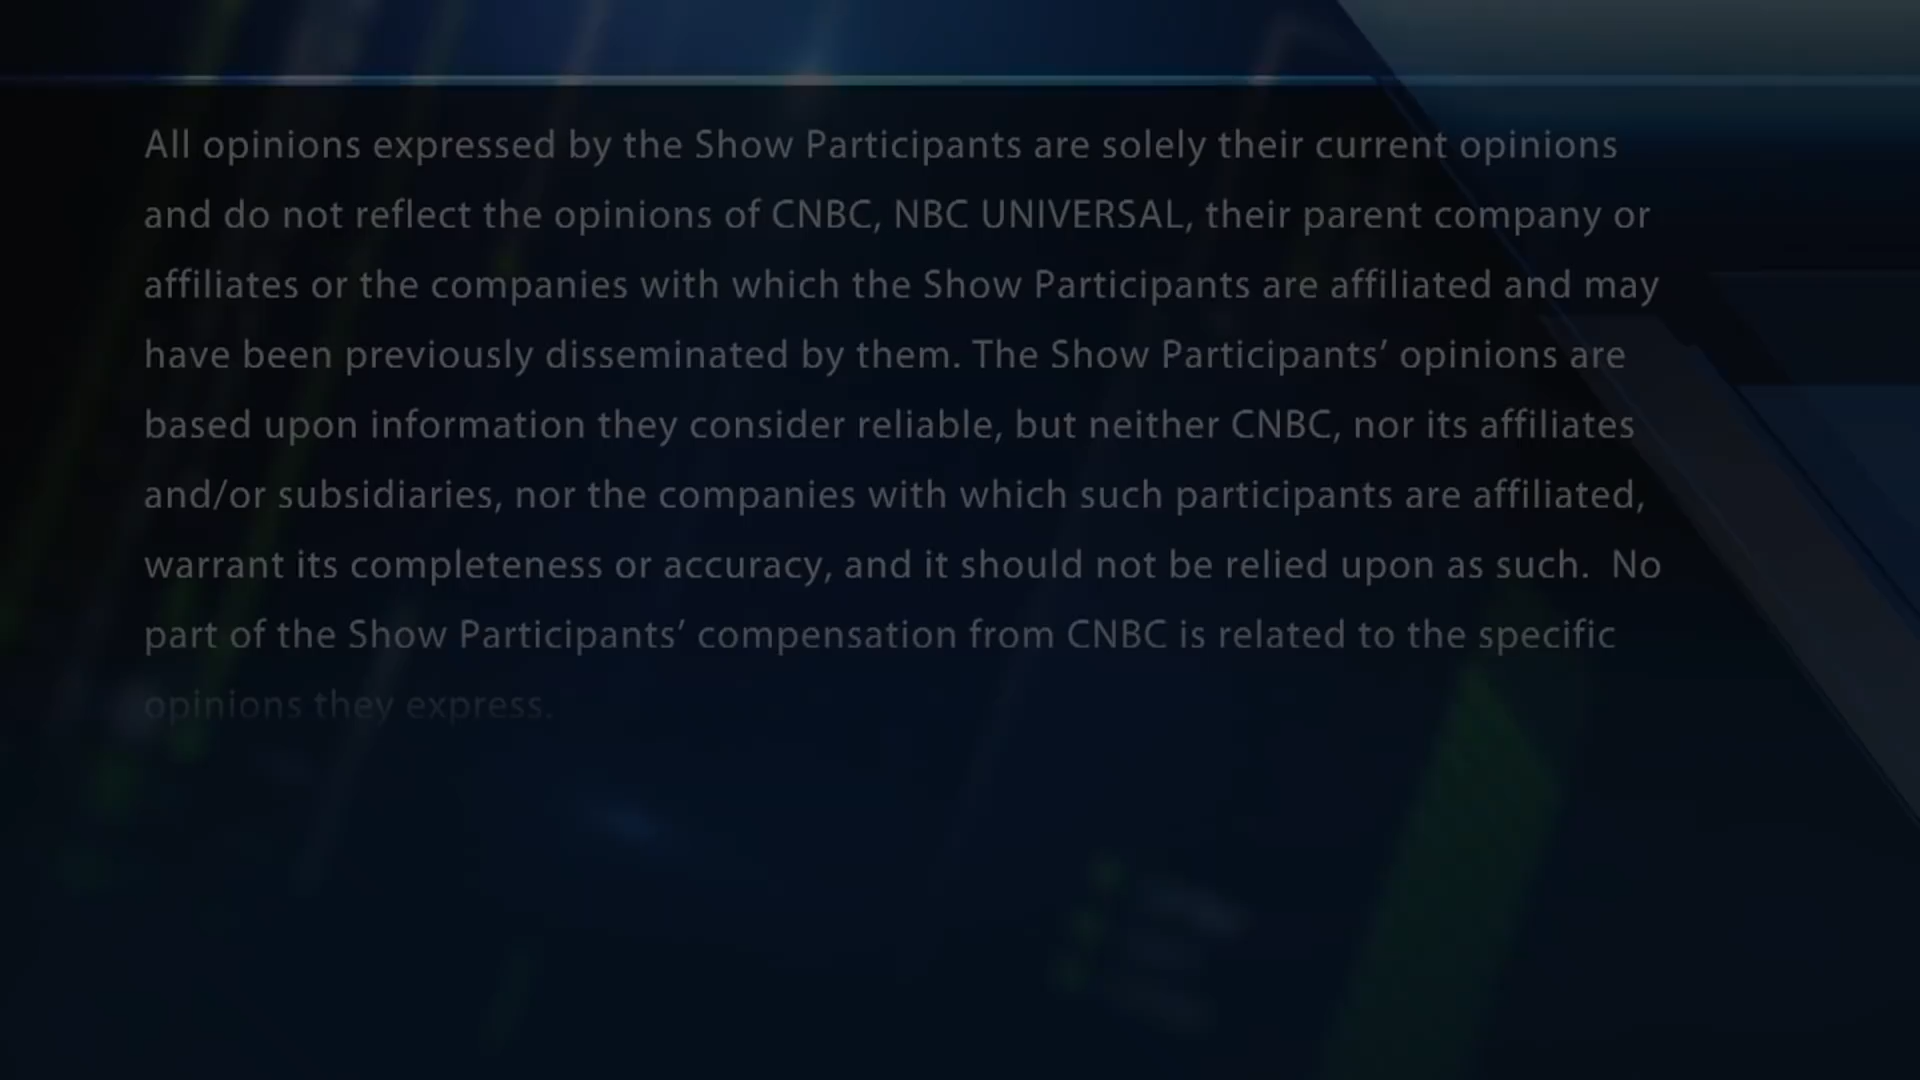 All opinions expressed by the Show Participants are solely their current opinions
and do not reflect the opinions of CNBC, NBC UNIVERSAL, their parent company or
affiliates or the companies with which the Show Participants are affiliated and may
have been previously disseminated by them. The Show Participants’ opinions are
based upon information they consider reliable, but neither CNBC, nor its affiliates
and/or subsidiaries, nor the companies with which such participants are affiliated,
warrant its completeness or accuracy, and it should not be relied upon as such.  No
part of the Show Participants’ compensation from CNBC is related to the specific
opinions they express.